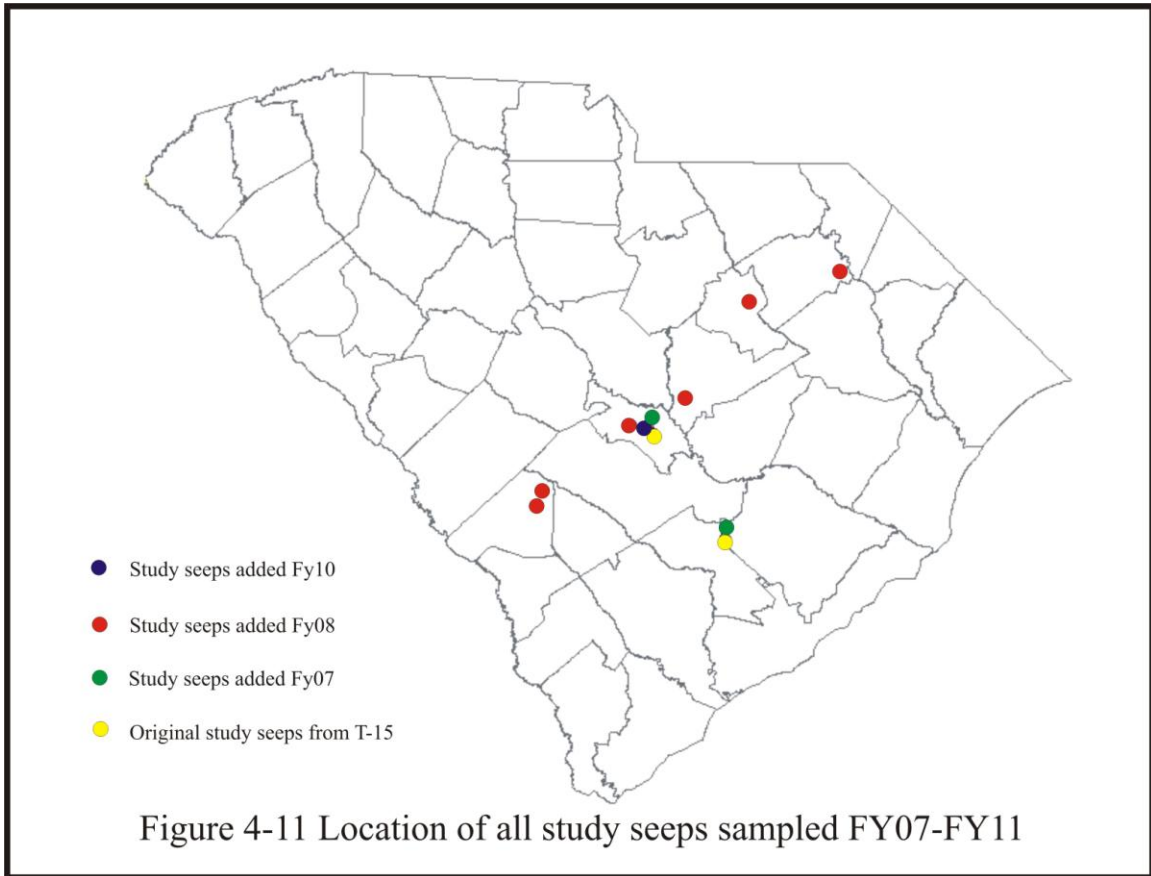 Study seeps added Fy10
Study seeps added Fy08
Study seeps added Fy07
Original study seeps from T-15
Figure 4-11 Location of all study seeps sampled FY07-FY11